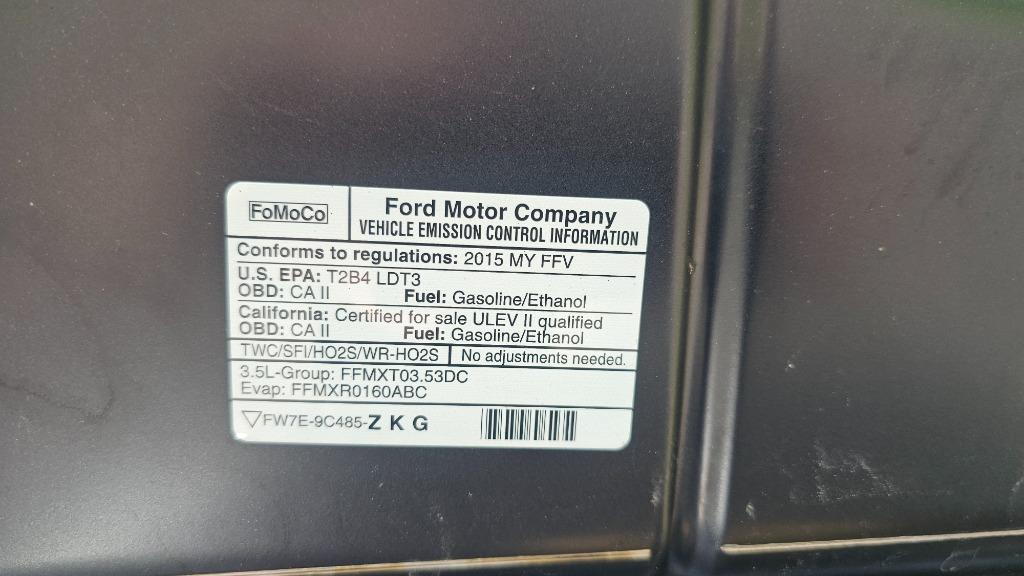 FoMoCo
Ford Motor Company
VEHICLE EMISSION CONTROL INFORMATION
Conforms to regulations: 2015 MY FFV
U.S. EPA: T2B4 LDT3
OBD: CA II Fuel: Gasoline/Ethanol
California: Certified for sale ULEV II qualified
OBD: CA II Fuel: Gasoline/Ethanol
TWC/SFI/HO2S/WR-HO2S No adjustments needed.
3.5L-Group: FFMXT03.53DC
Evap: FFMXR0160ABC
FW7E-9C485-Z K G